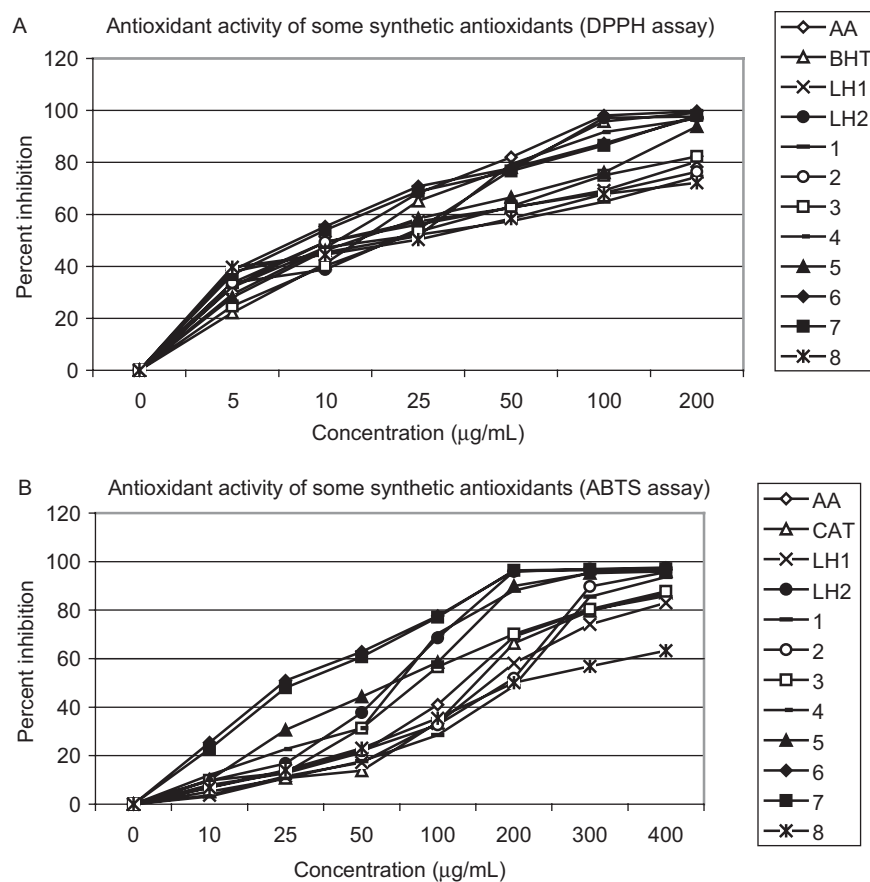 A
Antioxidant activity of some synthetic antioxidants (DPPH assay)
120
100
80
60
40
20
0
Percent inhibition
0 5 10 25 50 100 200
Concentration (μg/mL)
AA
BHT
LH1
LH2
1
2
3
4
5
6
7
8
B
Antioxidant activity of some synthetic antioxidants (ABTS assay)
120
100
80
60
40
20
0
Percent inhibition
0 10 25 50 100 200 300 400
Concentration (μg/mL)
AA
CAT
LH1
LH2
1
2
3
4
5
6
7
8